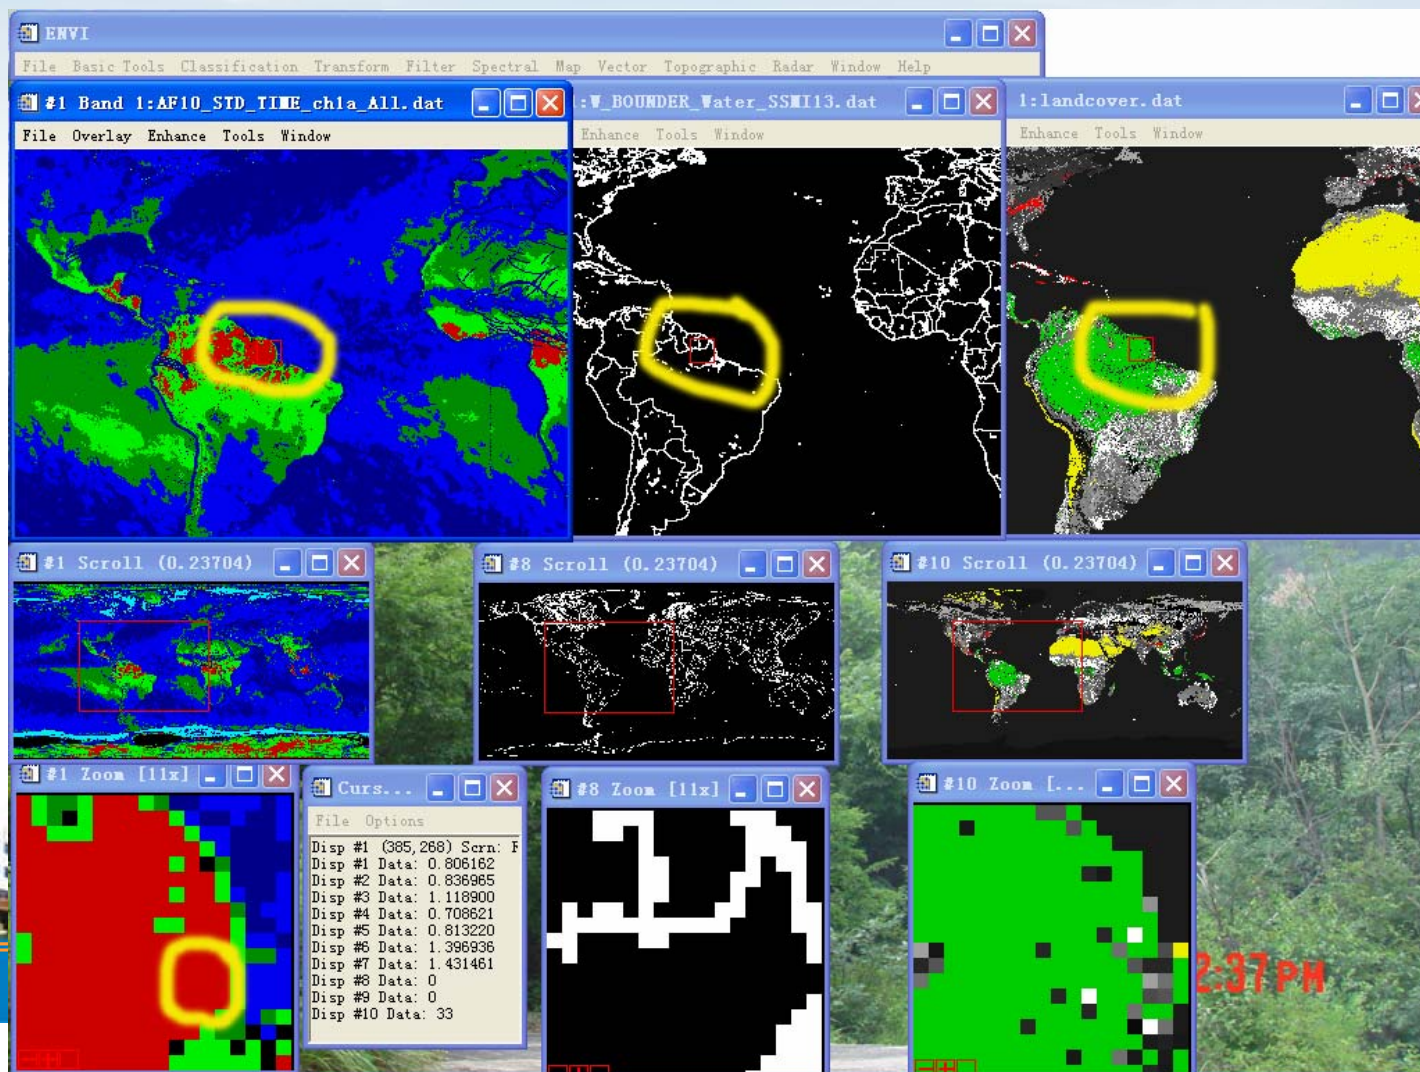 ENVI
File Basic Tools Classification Transform Filter Spectral Map Vector Topographic Radar Window Help
#1 Band 1:AF10_STD_TIME_ch1a_All.dat
:W_BOUNDER_Water_SSMI13.dat
1:landcover.dat
File Overlay Enhance Tools Window
Enhance Tools Window
Enhance Tools Window
#1 Scroll (0.23704)
#8 Scroll (0.23704)
#10 Scroll (0.23704)
#1 Zoom [11x]
Curs...
#8 Zoom [11x]
#10 Zoom [...
File Options
Disp #1 (385,268) Scrn: F
Disp #1 Data: 0.806162
Disp #2 Data: 0.836965
Disp #3 Data: 1.118900
Disp #4 Data: 0.708621
Disp #5 Data: 0.813220
Disp #6 Data: 1.396936
Disp #7 Data: 1.431461
Disp #8 Data: 0
Disp #9 Data: 0
Disp #10 Data: 33
2:37 PM